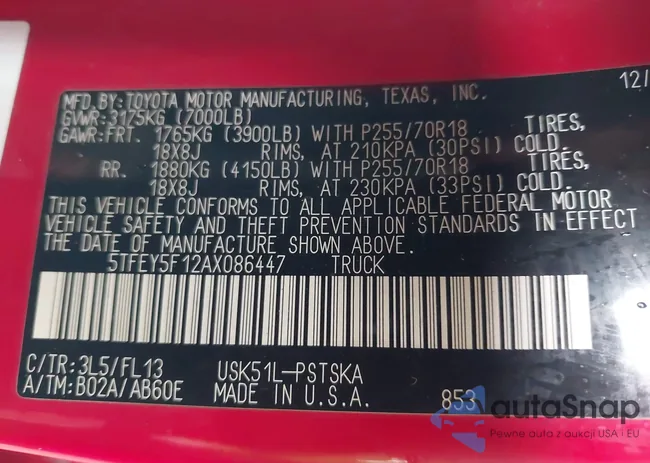 12/
MFD. BY: TOYOTA MOTOR MANUFACTURING, TEXAS, INC.
GVWR: 3175KG (7000LB)
GAWR: FRT. 1765KG (3900LB) WITH P255/70R18 TIRES,
18X8J RIMS, AT 210KPA (30PSI) COLD.
RR. 1880KG (4150LB) WITH P255/70R18 TIRES,
18X8J RIMS, AT 230KPA (33PSI) COLD.
THIS VEHICLE CONFORMS TO ALL APPLICABLE FEDERAL MOTOR
VEHICLE SAFETY AND THEFT PREVENTION STANDARDS IN EFFECT
THE DATE OF MANUFACTURE SHOWN ABOVE.
5TFEY5F12AX086447 TRUCK
C/TR: 3L5/FL13 USK51L-PSTSKA
A/TM: B02A/AB60E MADE IN U.S.A. 853
autoSnap
Pewne auta z aukcji USA i EU